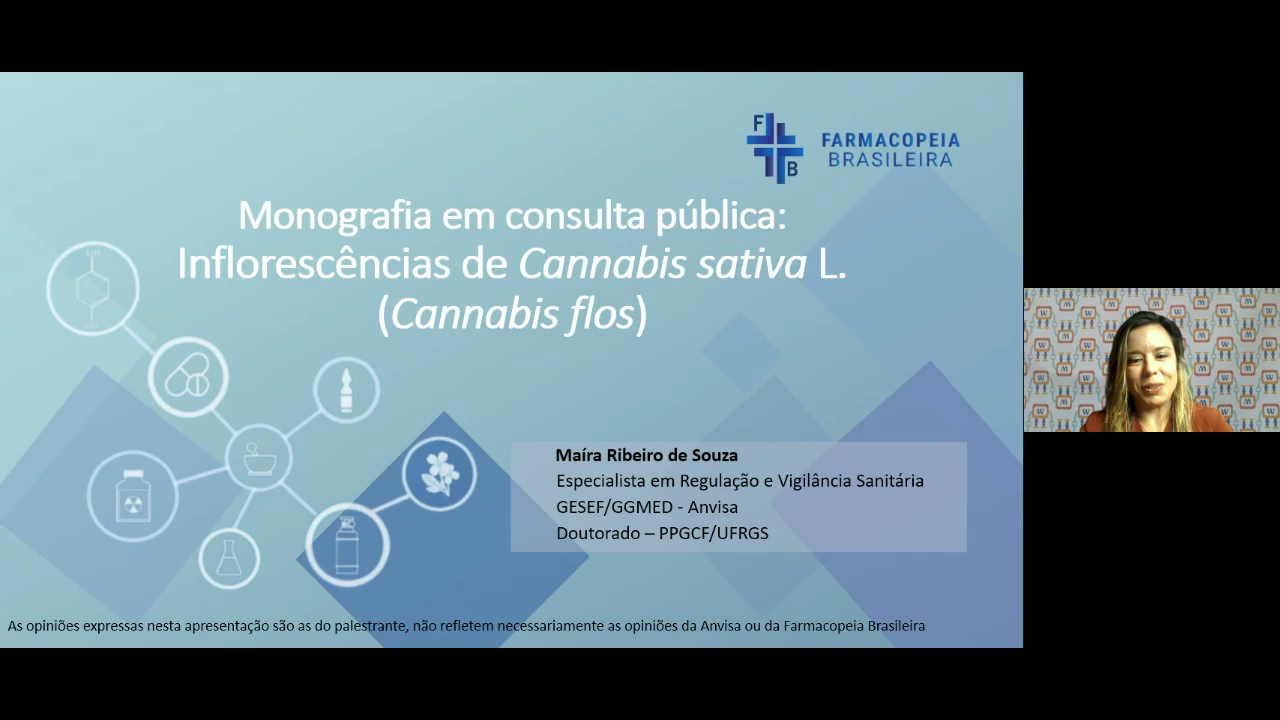 F
B
FARMACOPEIA
BRASILEIRA
Monografia em consulta pública:
Inflorescências de Cannabis sativa L.
(Cannabis flos)
Maíra Ribeiro de Souza
Especialista em Regulação e Vigilância Sanitária
GESEF/GGMED - Anvisa
Doutorado – PPGCF/UFRGS
As opiniões expressas nesta apresentação são as do palestrante, não refletem necessariamente as opiniões da Anvisa ou da Farmacopeia Brasileira